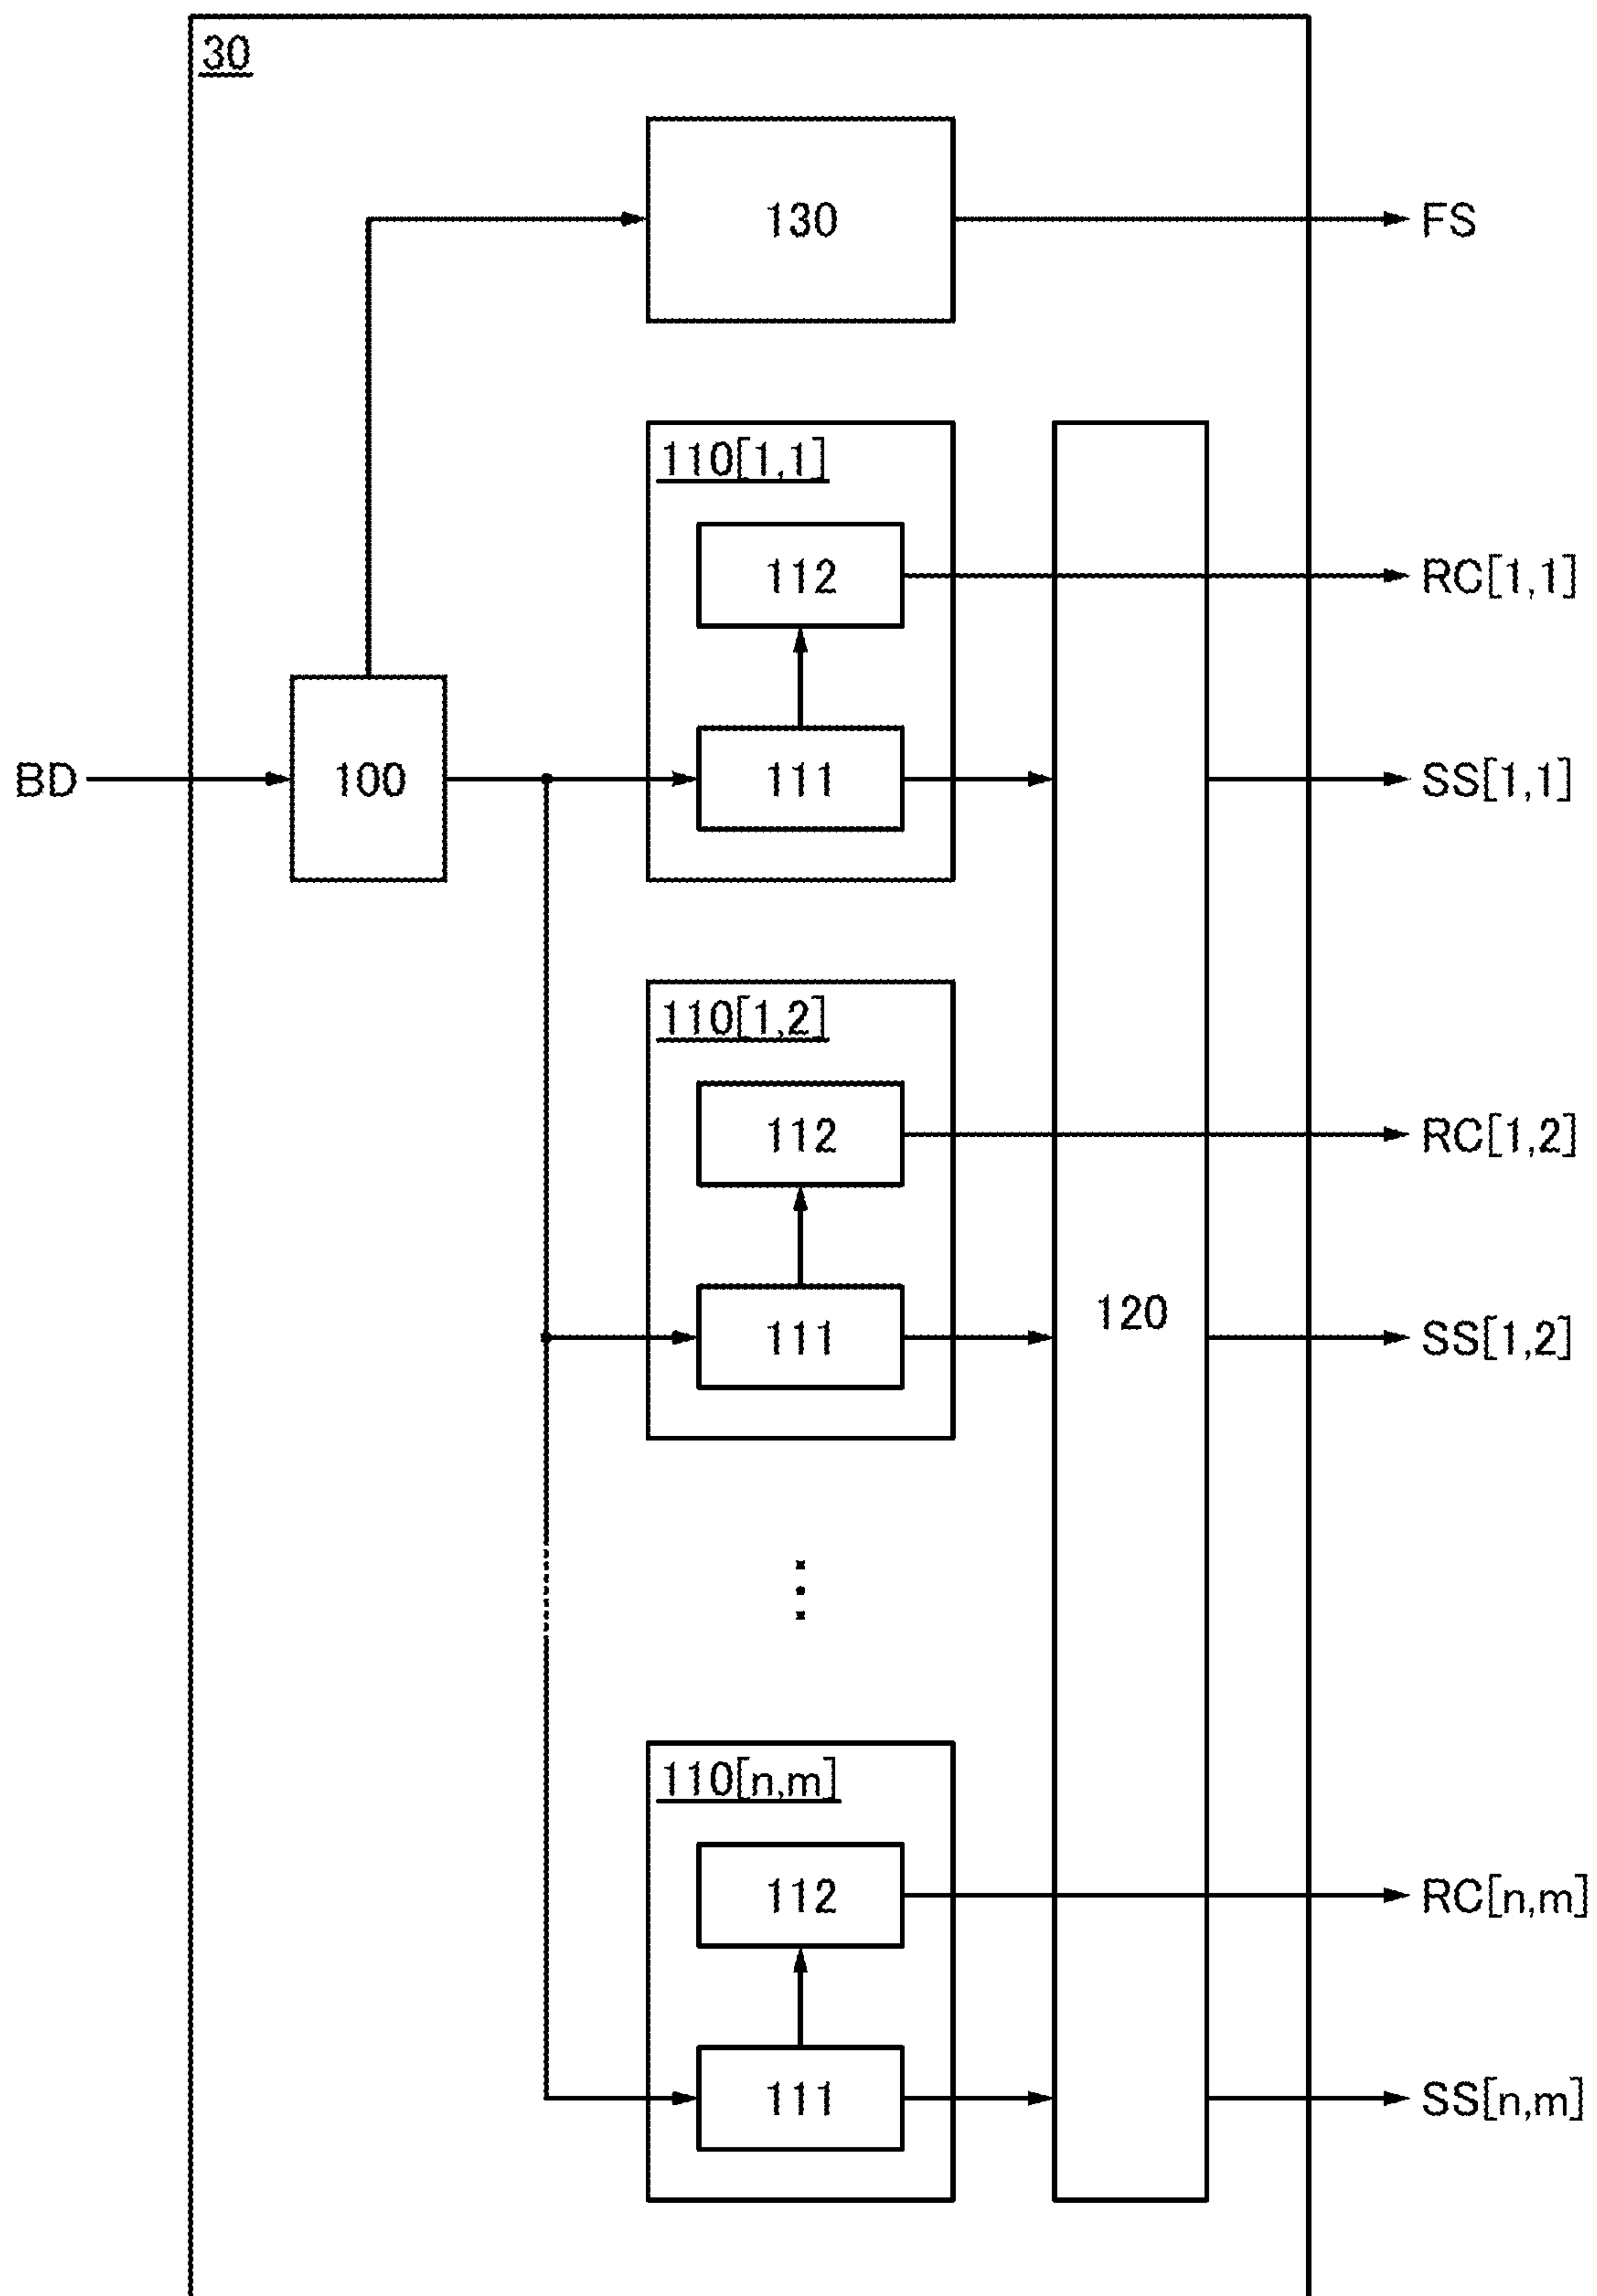 30
130
FS
110[1,1]
112
RC[1,1]
BD
100
111
SS[1,1]
110[1,2]
112
RC[1,2]
120
111
SS[1,2]
110[n,m]
112
RC[n,m]
111
SS[n,m]